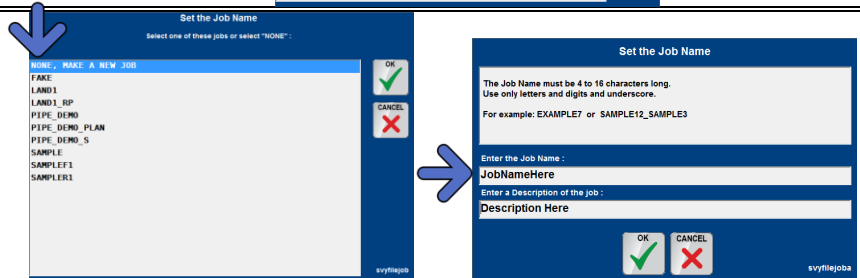 Set the Job Name
Select one of these jobs or select "NONE" :
NONE, MAKE A NEW JOB
FAKE
LAND1
LAND1_RP
PIPE_DEMO
PIPE_DEMO_PLAN
PIPE_DEMO_S
SAMPLE
SAMPLEF1
SAMPLER1
OK
CANCEL
svyfilejob
Set the Job Name
The Job Name must be 4 to 16 characters long.
Use only letters and digits and underscore.
For example: EXAMPLE7 or SAMPLE12_SAMPLE3
Enter the Job Name :
JobNameHere
Enter a Description of the job :
Description Here
OK
CANCEL
svyfilejoba